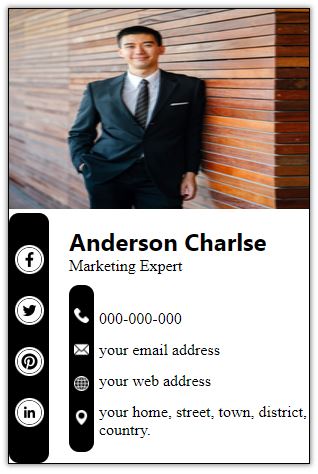 Anderson Charlse
Marketing Expert
000-000-000
your email address
your web address
your home, street, town, district,
country.